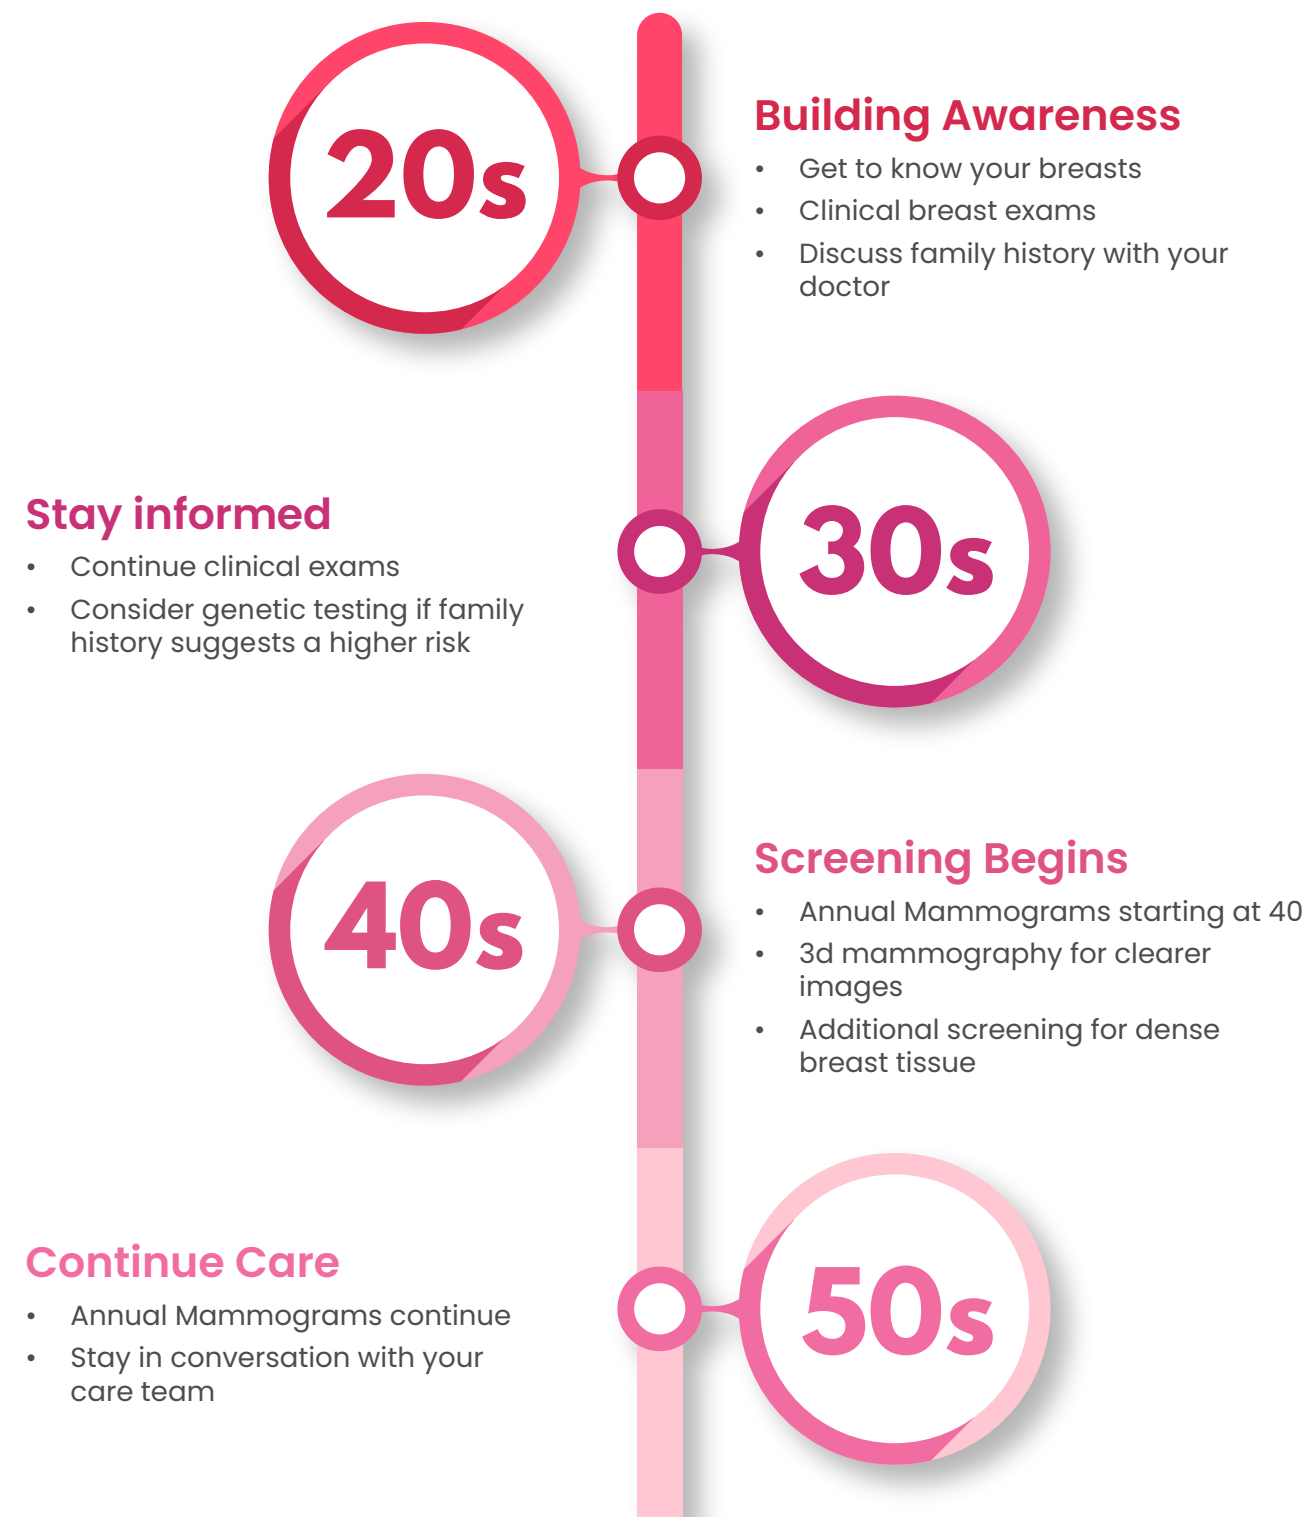 20s
Building Awareness
• Get to know your breasts
• Clinical breast exams
• Discuss family history with your
doctor
Stay informed
• Continue clinical exams
• Consider genetic testing if family
history suggests a higher risk
30s
40s
Screening Begins
• Annual Mammograms starting at 40
• 3d mammography for clearer
images
• Additional screening for dense
breast tissue
Continue Care
• Annual Mammograms continue
• Stay in conversation with your
care team
50s